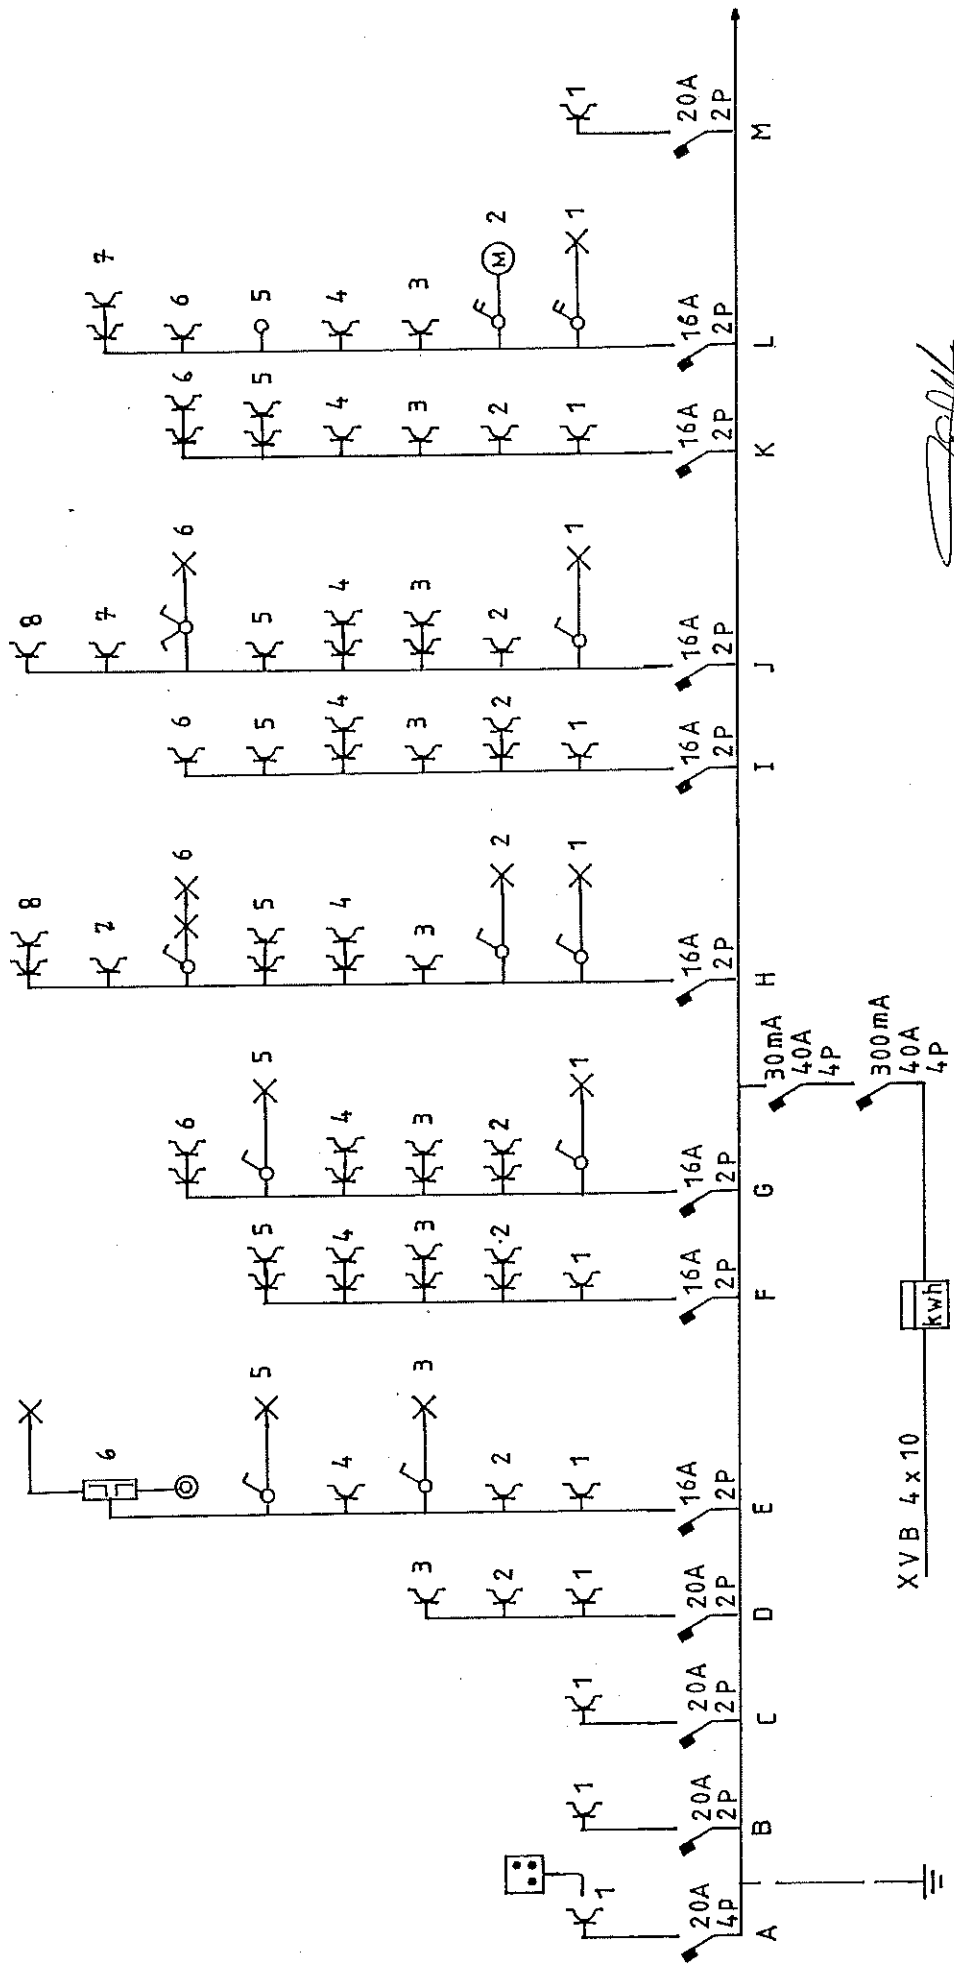 8 8
6 7 7 7
6 6 6 6 6 6
5 5 5 5 5 5 5 5
4 4 4 4 4 4 4 4
3 3 3 3 3 3 3 3 3
2 2 2 2 2 2 2 2 M 2
1 1 1 1 1 1 1 1 1 1 1 1 1
20A 20A 20A 20A 16A 16A 16A 16A 16A 16A 16A 16A 20A
4P 2P 2P 2P 2P 2P 2P 2P 2P 2P 2P 2P 2P
A B C D E F G H I J K L M
30mA
40A
4P
300mA
40A
4P
XVB 4x10
kwh